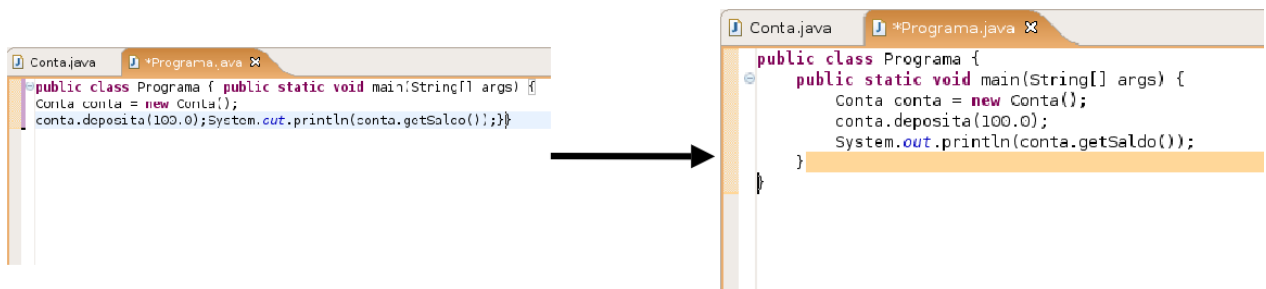 Conta.java *Programa.java
public class Programa { public static void main(String[] args) {
Conta conta = new Conta();
conta.deposita(100.0);System.out.println(conta.getSaldo());}}
Conta.java *Programa.java
public class Programa {
public static void main(String[] args) {
Conta conta = new Conta();
conta.deposita(100.0);
System.out.println(conta.getSaldo());
}
}